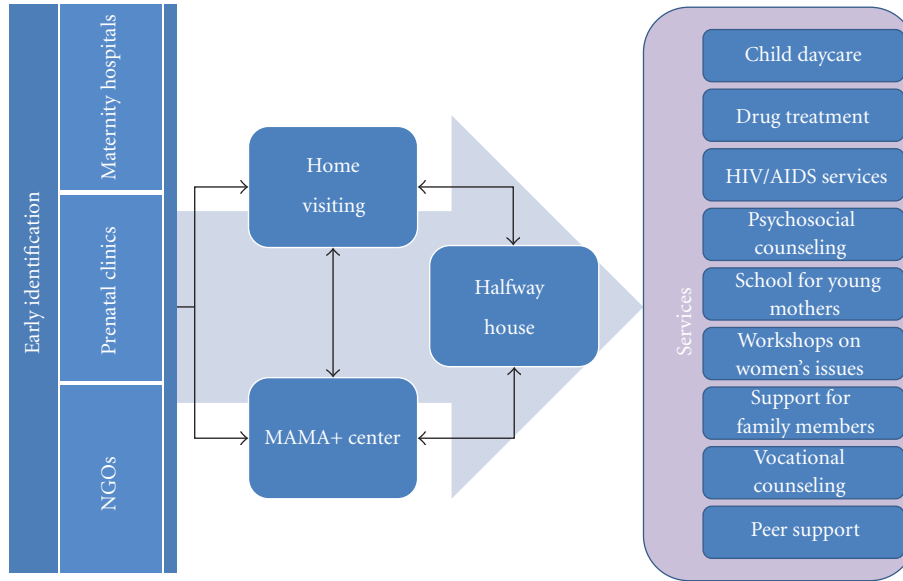 Early identification
Maternity hospitals
Prenatal clinics
NGOs
Home
visiting
MAMA+ center
Halfway
house
Services
Child daycare
Drug treatment
HIV/AIDS services
Psychosocial
counseling
School for young
mothers
Workshops on
women's issues
Support for
family members
Vocational
counseling
Peer support